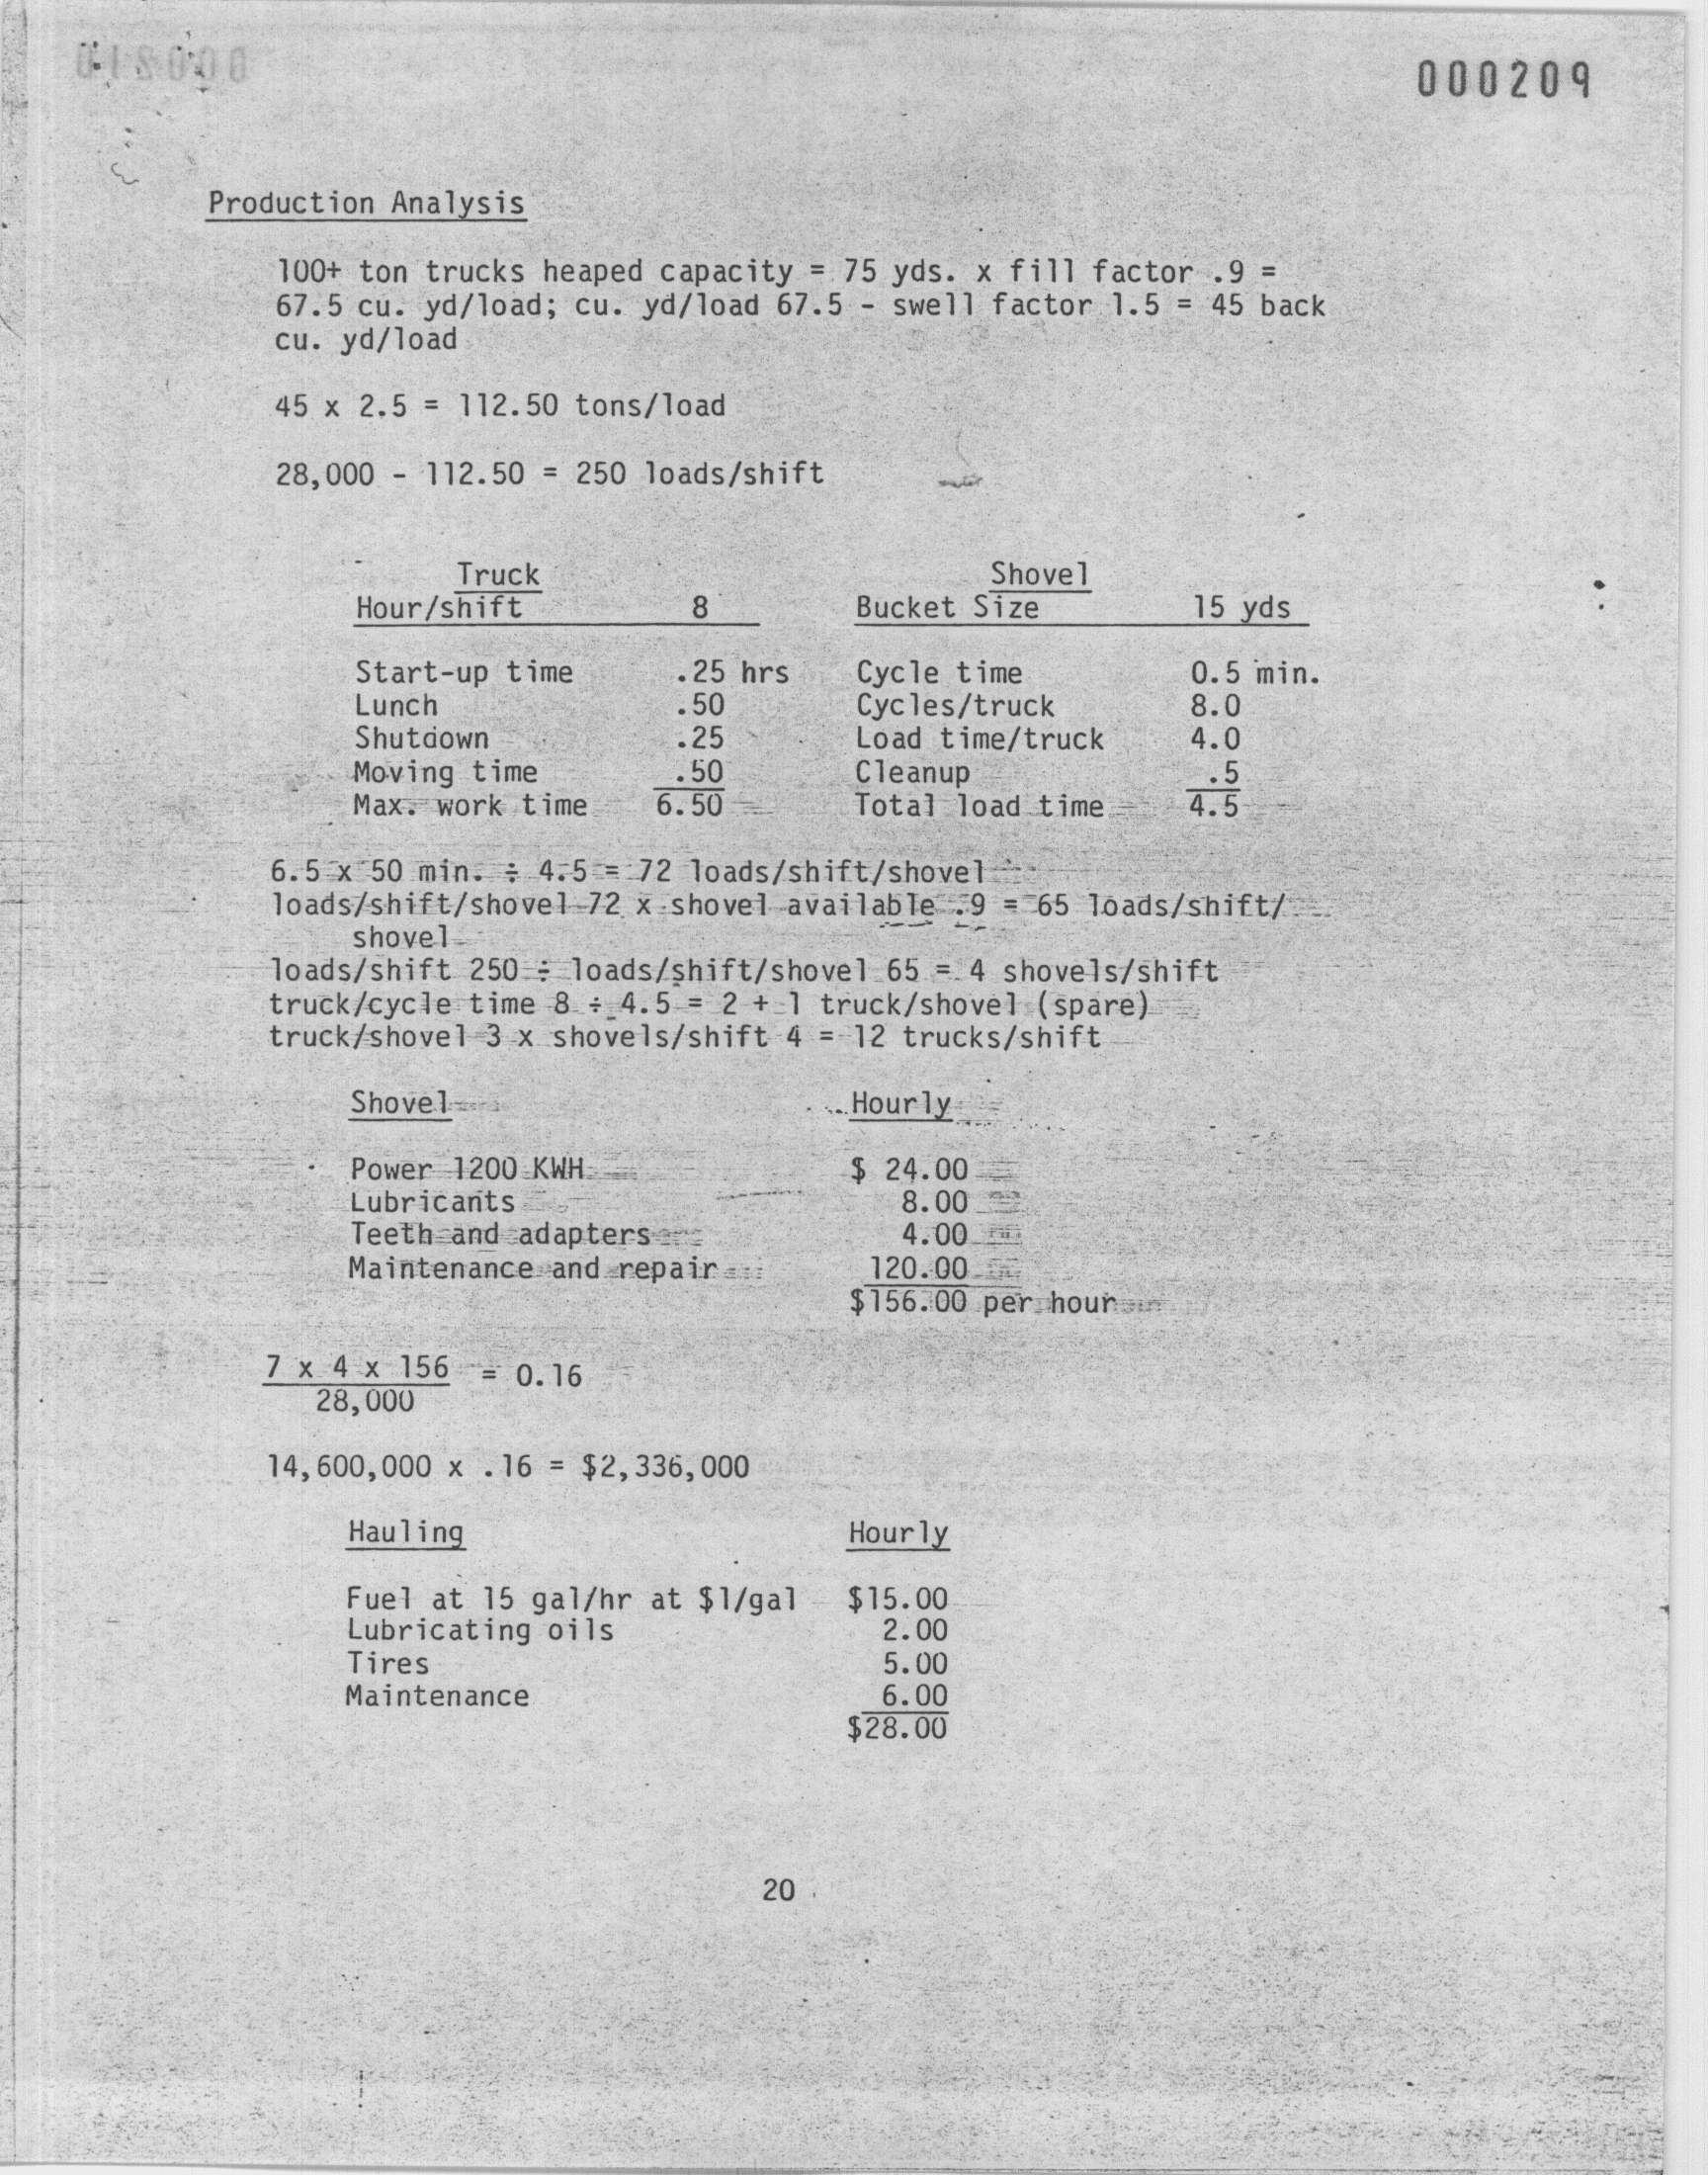 000209
Production Analysis
100+ ton trucks heaped capacity = 75 yds. x fill factor .9 =
67.5 cu. yd/load; cu. yd/load 67.5 - swell factor 1.5 = 45 back
cu. yd/load
45 x 2.5 = 112.50 tons/load
28,000 - 112.50 = 250 loads/shift
Truck Shovel
Hour/shift 8 Bucket Size 15 yds
Start-up time .25 hrs Cycle time 0.5 min.
Lunch .50 Cycles/truck 8.0
Shutdown .25 Load time/truck 4.0
Moving time .50 Cleanup .5
Max. work time 6.50 Total load time 4.5
6.5 x 50 min. ÷ 4.5 = 72 loads/shift/shovel
loads/shift/shovel 72 x shovel available .9 = 65 loads/shift/
shovel
loads/shift 250 ÷ loads/shift/shovel 65 = 4 shovels/shift
truck/cycle time 8 ÷ 4.5 = 2 + 1 truck/shovel (spare)
truck/shovel 3 x shovels/shift 4 = 12 trucks/shift
Shovel Hourly
Power 1200 KWH $ 24.00
Lubricants 8.00
Teeth and adapters 4.00
Maintenance and repair 120.00
$156.00 per hour
7 x 4 x 156 = 0.16
28,000
14,600,000 x .16 = $2,336,000
Hauling Hourly
Fuel at 15 gal/hr at $1/gal $15.00
Lubricating oils 2.00
Tires 5.00
Maintenance 6.00
$28.00
20